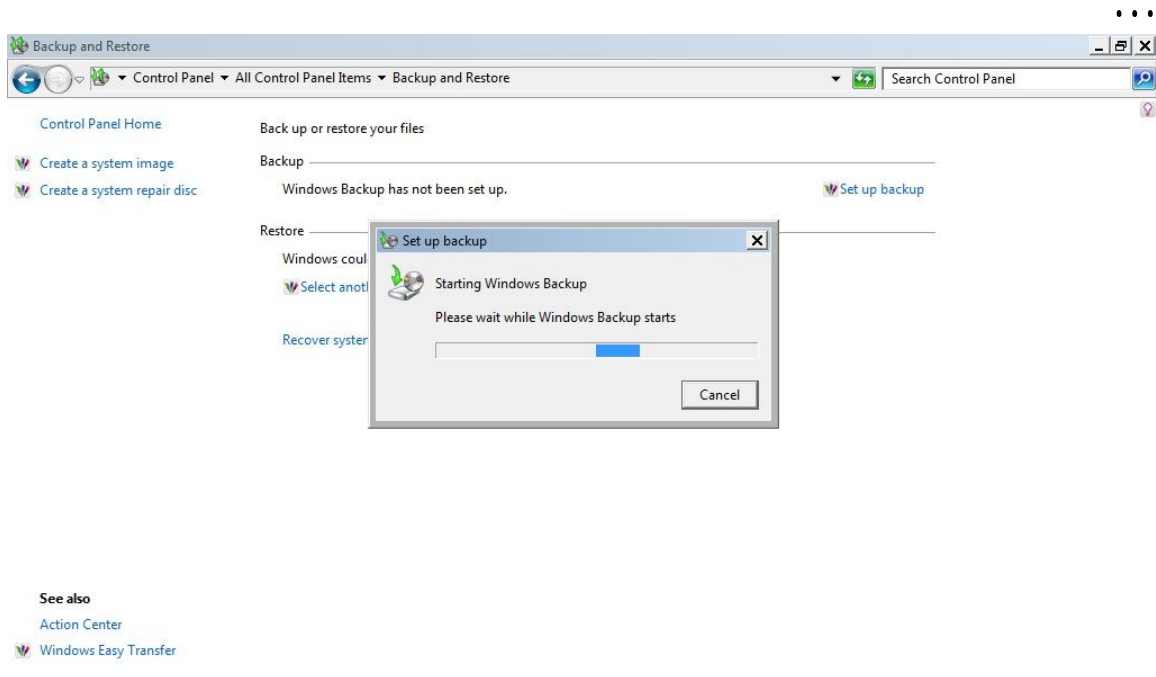 Backup and Restore
Control Panel All Control Panel Items Backup and Restore
Search Control Panel
Control Panel Home
Create a system image
Create a system repair disc
Back up or restore your files
Backup
Windows Backup has not been set up.
Set up backup
Restore
Windows coul
Select anoth
Recover system
Set up backup
Starting Windows Backup
Please wait while Windows Backup starts
Cancel
See also
Action Center
Windows Easy Transfer